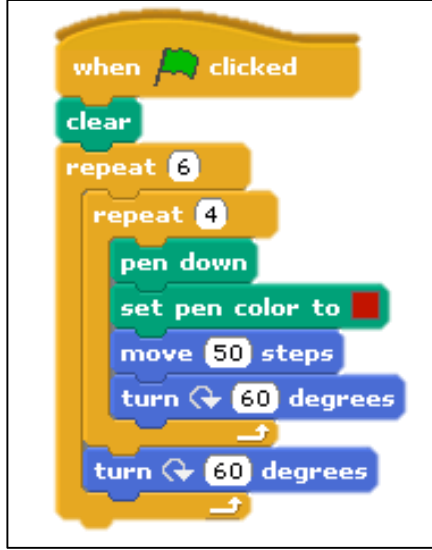 when clicked
clear
repeat 6
repeat 4
pen down
set pen color to
move 50 steps
turn 60 degrees
turn 60 degrees